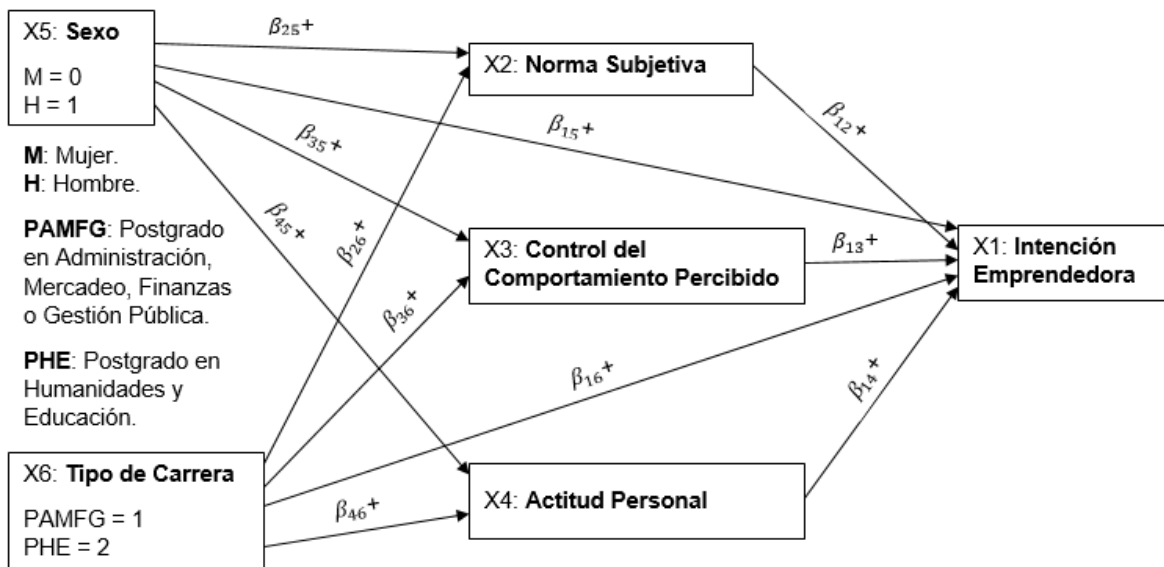 X5: Sexo
M = 0
H = 1
M: Mujer.
H: Hombre.
PAMFG: Postgrado
en Administración,
Mercadeo, Finanzas
o Gestión Pública.
PHE: Postgrado en
Humanidades y
Educación.
X6: Tipo de Carrera
PAMFG = 1
PHE = 2
β25+
β15+
β35+
β45+
β26+
β36+
β16+
β46+
X2: Norma Subjetiva
X3: Control del
Comportamiento Percibido
X4: Actitud Personal
β12+
β13+
β14+
X1: Intención
Emprendedora